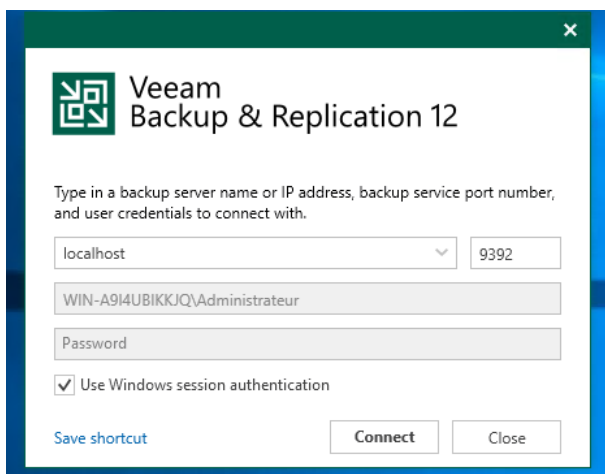 Veeam
Backup & Replication 12
Type in a backup server name or IP address, backup service port number,
and user credentials to connect with.
localhost 9392
WIN-A9I4UBIKKJQ\Administrateur
Password
Use Windows session authentication
Save shortcut Connect Close